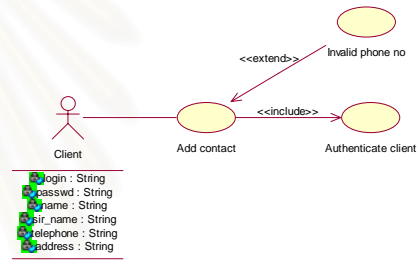 Invalid phone no
<<extend>>
<<include>>
Client
Add contact
Authenticate client
login : String
passwd : String
name : String
sir_name : String
telephone : String
address : String